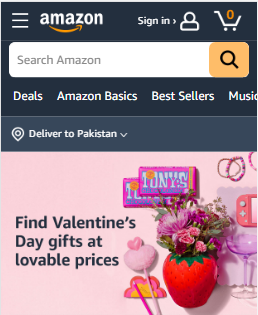 amazon
Sign in ›
0
Search Amazon
Deals Amazon Basics Best Sellers Music
Deliver to Pakistan
TONY'S
Find Valentine's
Day gifts at
lovable prices